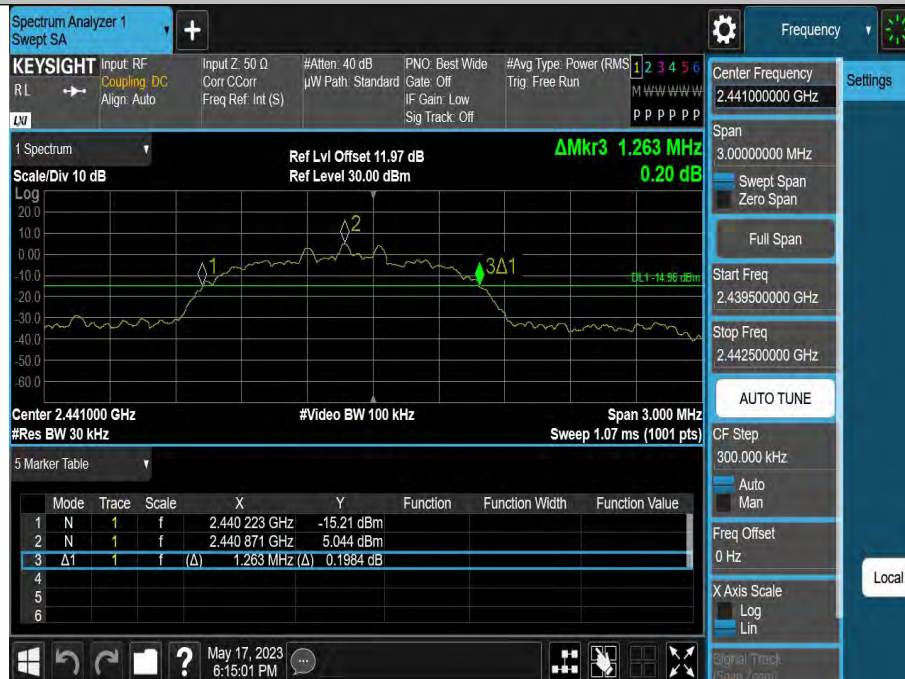 Spectrum Analyzer 1
Swept SA
+
Frequency
KEYSIGHT
RL
LXI
Input: RF
Coupling: DC
Align: Auto
Input Z: 50 Ω
Corr CCorr
Freq Ref: Int (S)
#Atten: 40 dB
µW Path: Standard
PNO: Best Wide
Gate: Off
IF Gain: Low
Sig Track: Off
#Avg Type: Power (RMS
Trig: Free Run
1 2 3 4 5 6
M W W W W W
P P P P P P
1 Spectrum
Scale/Div 10 dB
Ref Lvl Offset 11.97 dB
Ref Level 30.00 dBm
ΔMkr3 1.263 MHz
0.20 dB
Log
20.0
10.0
0.00
-10.0
-20.0
-30.0
-40.0
-50.0
-60.0
1
2
3Δ1
DL1 -14.96 dBm
Center 2.441000 GHz
#Video BW 100 kHz
Span 3.000 MHz
#Res BW 30 kHz
Sweep 1.07 ms (1001 pts)
5 Marker Table
Mode Trace Scale X Y Function Function Width Function Value
1 N 1 f 2.440 223 GHz -15.21 dBm
2 N 1 f 2.440 871 GHz 5.044 dBm
3 Δ1 1 f (Δ) 1.263 MHz (Δ) 0.1984 dB
4
5
6
?
May 17, 2023
6:15:01 PM
Center Frequency
2.441000000 GHz
Settings
Span
3.00000000 MHz
Swept Span
Zero Span
Full Span
Start Freq
2.439500000 GHz
Stop Freq
2.442500000 GHz
AUTO TUNE
CF Step
300.000 kHz
Auto
Man
Freq Offset
0 Hz
Local
X Axis Scale
Log
Lin
Signal Track
(Span Zoom)